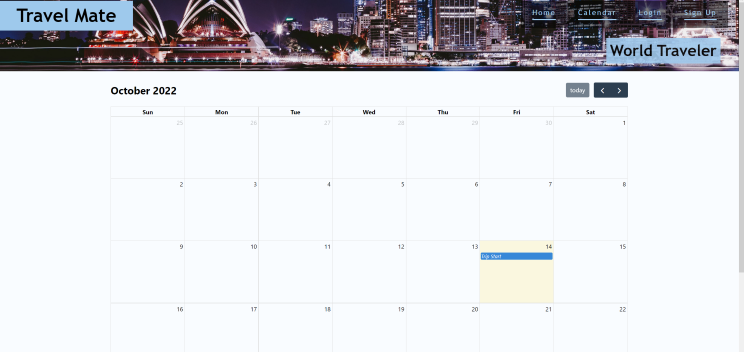 Travel Mate
Home Calendar Login Sign Up
World Traveler
October 2022
today
Sun Mon Tue Wed Thu Fri Sat
25 26 27 28 29 30 1
2 3 4 5 6 7 8
9 10 11 12 13 14 15
Fiji Start
16 17 18 19 20 21 22